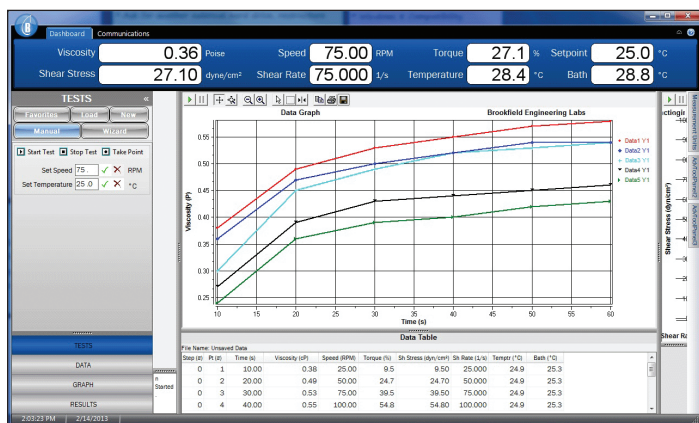 Dashboard Communications
Viscosity 0.36 Poise Speed 75.00 RPM Torque 27.1 % Setpoint 25.0 °C
Shear Stress 27.10 dyne/cm² Shear Rate 75.000 1/s Temperature 28.4 °C Bath 28.8 °C
TESTS «
Favorites Load New
Manual Wizard
Start Test Stop Test Take Point
Set Speed 75. RPM
Set Temperature 25.0 °C
TESTS
DATA
GRAPH
RESULTS
2:03:23 PM 2/14/2013
n
Started
Data Graph Brookfield Engineering Labs
Viscosity (P)
0.55
0.50
0.45
0.40
0.35
0.30
0.25
10 15 20 25 30 35 40 45 50 55 60
Time (s)
Data1 Y1
Data2 Y1
Data3 Y1
Data4 Y1
Data5 Y1
Shear Stress (dyn/cm²)
Shear Ra
Measurement Units
AdvToolPanel2
AdvToolPanel3
Data Table
File Name: Unsaved Data
Step (#) Pt (#) Time (s) Viscosity (cP) Speed (RPM) Torque (%) Sh Stress (dyn/cm²) Sh Rate (1/s) Temptr (°C) Bath (°C)
0 1 10.00 0.38 25.00 9.5 9.50 25.000 24.9 25.3
0 2 20.00 0.49 50.00 24.7 24.70 50.000 24.9 25.3
0 3 30.00 0.53 75.00 39.5 39.50 75.000 24.9 25.3
0 4 40.00 0.55 100.00 54.8 54.80 100.000 24.9 25.3